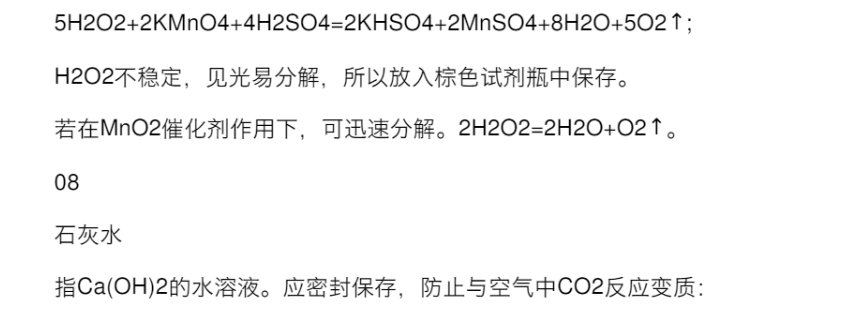 5H2O2+2KMnO4+4H2SO4=2KHSO4+2MnSO4+8H2O+5O2↑;
H2O2不稳定，见光易分解，所以放入棕色试剂瓶中保存。
若在MnO2催化剂作用下，可迅速分解。2H2O2=2H2O+O2↑。
08
石灰水
指Ca(OH)2的水溶液。应密封保存，防止与空气中CO2反应变质：